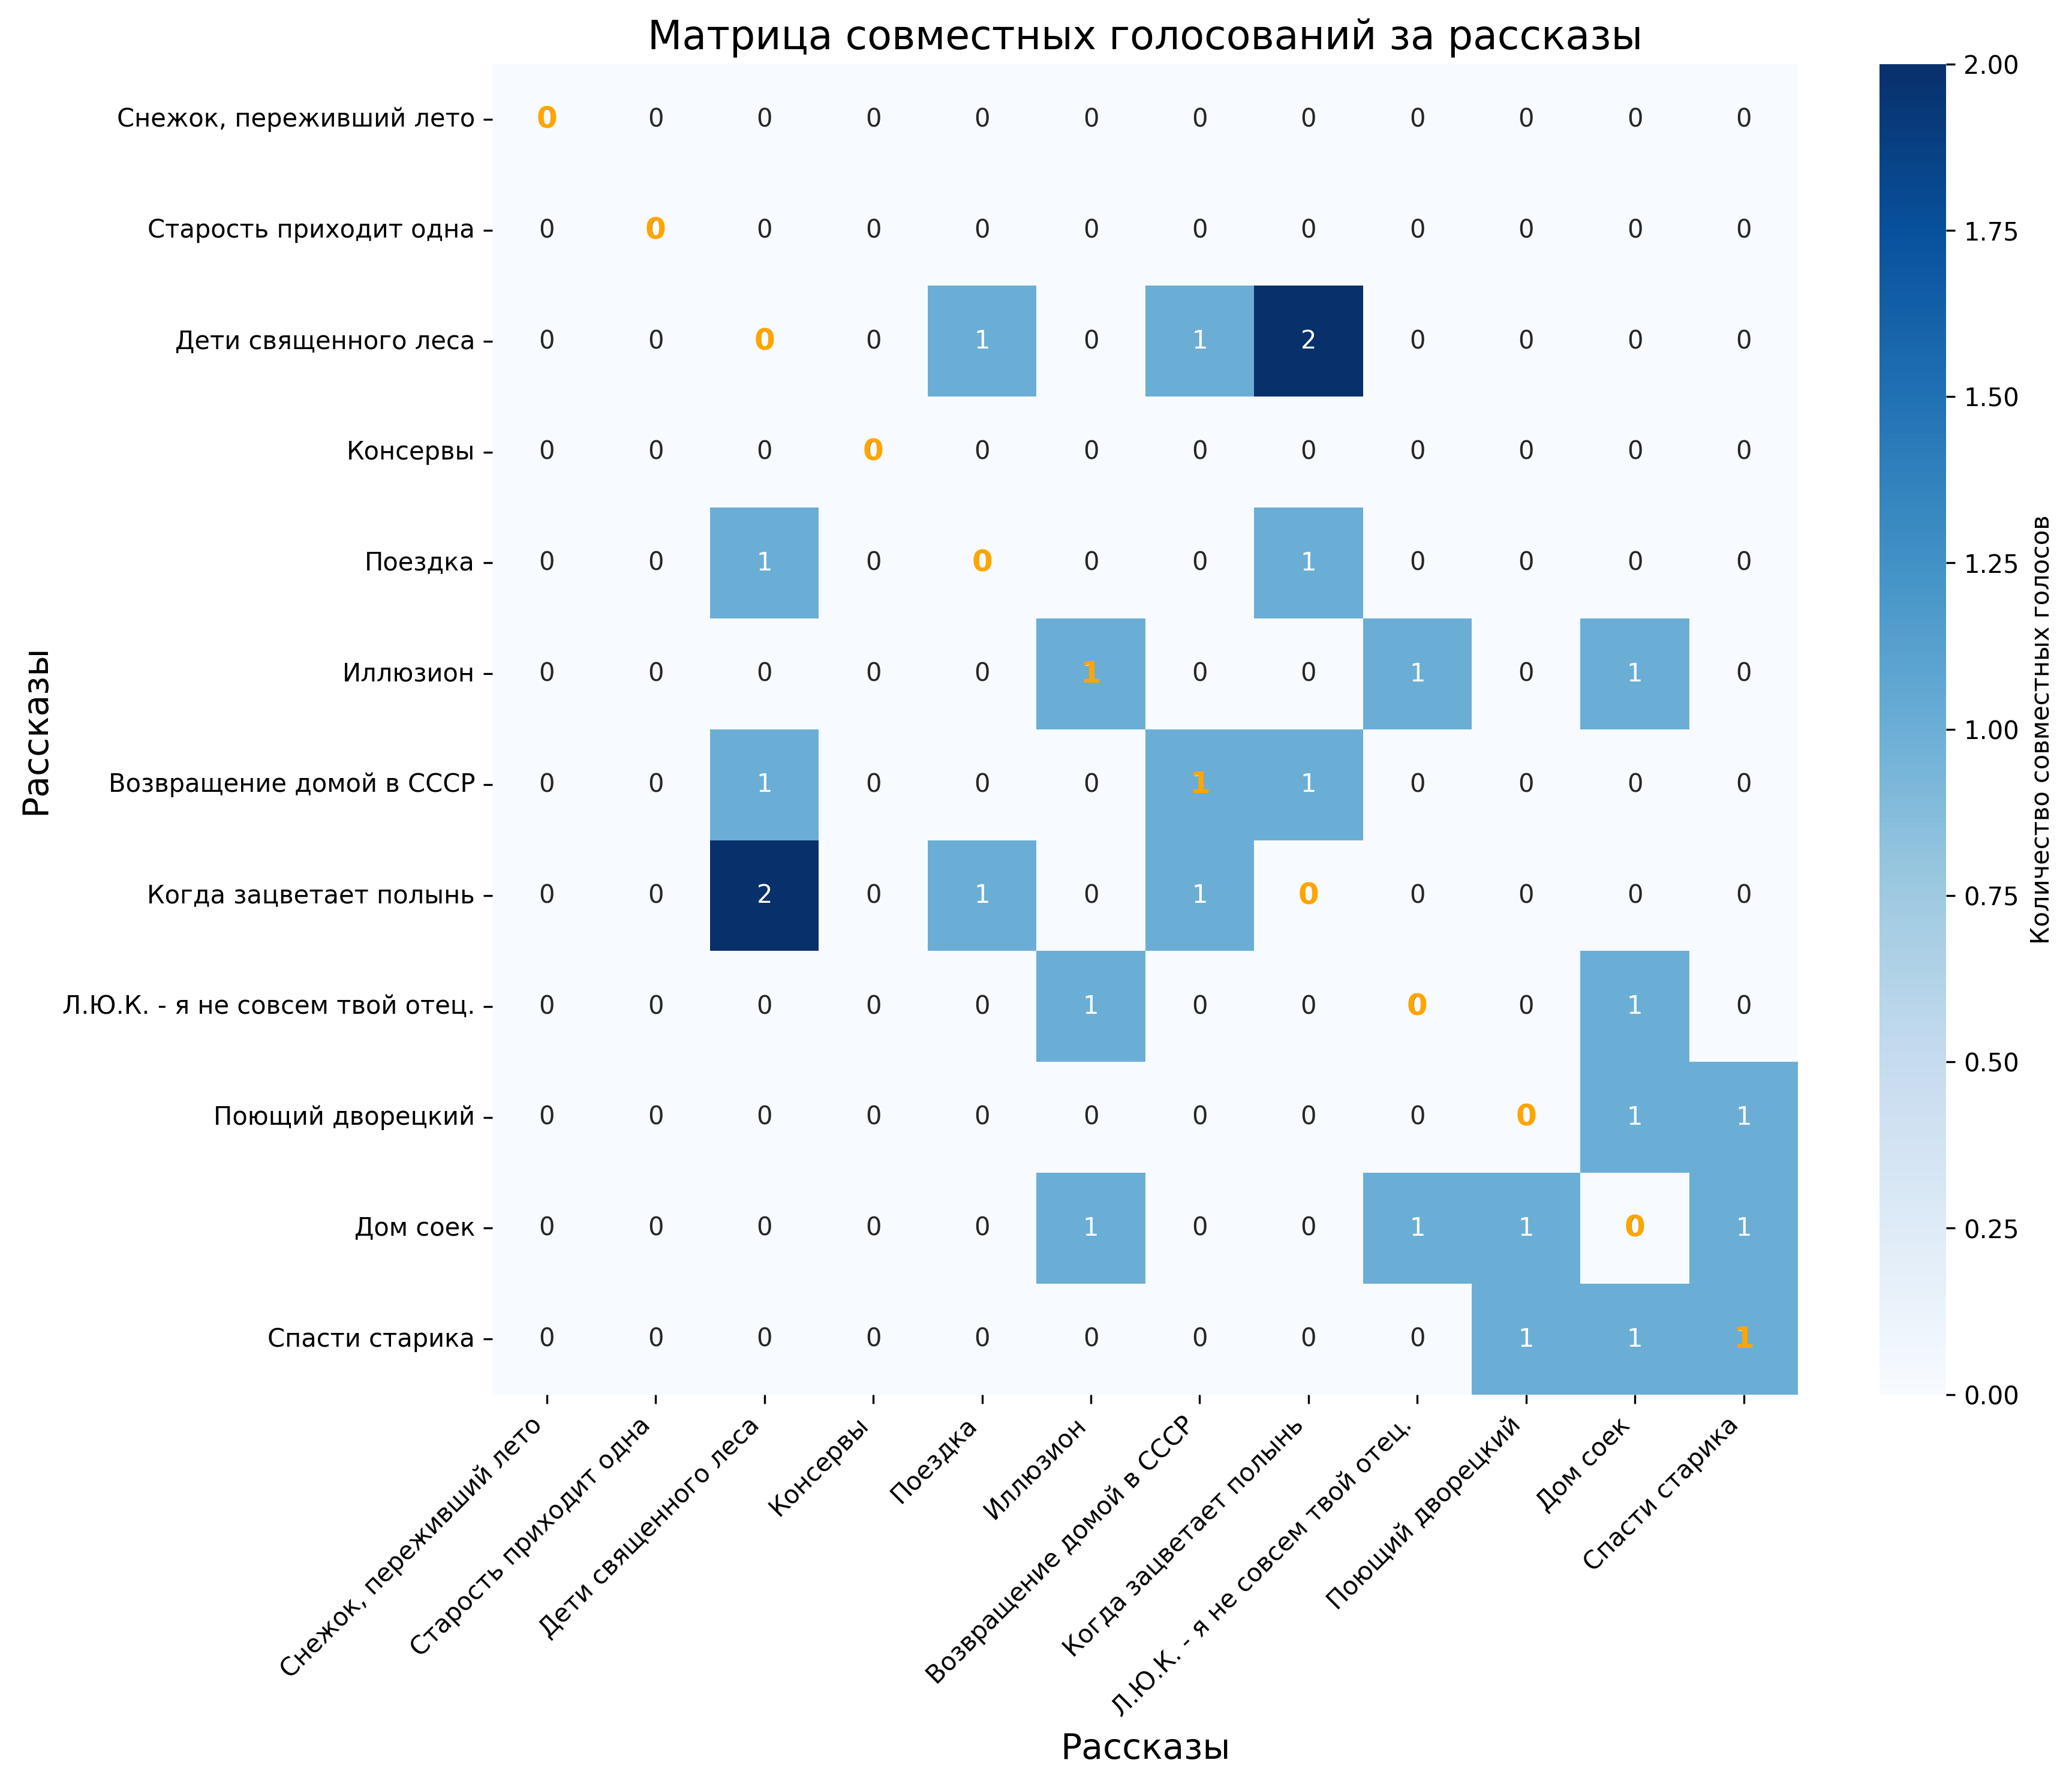 Матрица совместных голосований за рассказы
Рассказы
Снежок, переживший лето 0 0 0 0 0 0 0 0 0 0 0 0
Старость приходит одна 0 0 0 0 0 0 0 0 0 0 0 0
Дети священного леса 0 0 0 0 1 0 1 2 0 0 0 0
Консервы 0 0 0 0 0 0 0 0 0 0 0 0
Поездка 0 0 1 0 0 0 0 1 0 0 0 0
Иллюзион 0 0 0 0 0 1 0 0 1 0 1 0
Возвращение домой в СССР 0 0 1 0 0 0 1 1 0 0 0 0
Когда зацветает полынь 0 0 2 0 1 0 1 0 0 0 0 0
Л.Ю.К. - я не совсем твой отец. 0 0 0 0 0 1 0 0 0 0 1 0
Поющий дворецкий 0 0 0 0 0 0 0 0 0 0 1 1
Дом соек 0 0 0 0 0 1 0 0 1 1 0 1
Спасти старика 0 0 0 0 0 0 0 0 0 1 1 1
Снежок, переживший лето
Старость приходит одна
Дети священного леса
Консервы
Поездка
Иллюзион
Возвращение домой в СССР
Когда зацветает полынь
Л.Ю.К. - я не совсем твой отец.
Поющий дворецкий
Дом соек
Спасти старика
Рассказы
2.00
1.75
1.50
1.25
1.00
0.75
0.50
0.25
0.00
Количество совместных голосов